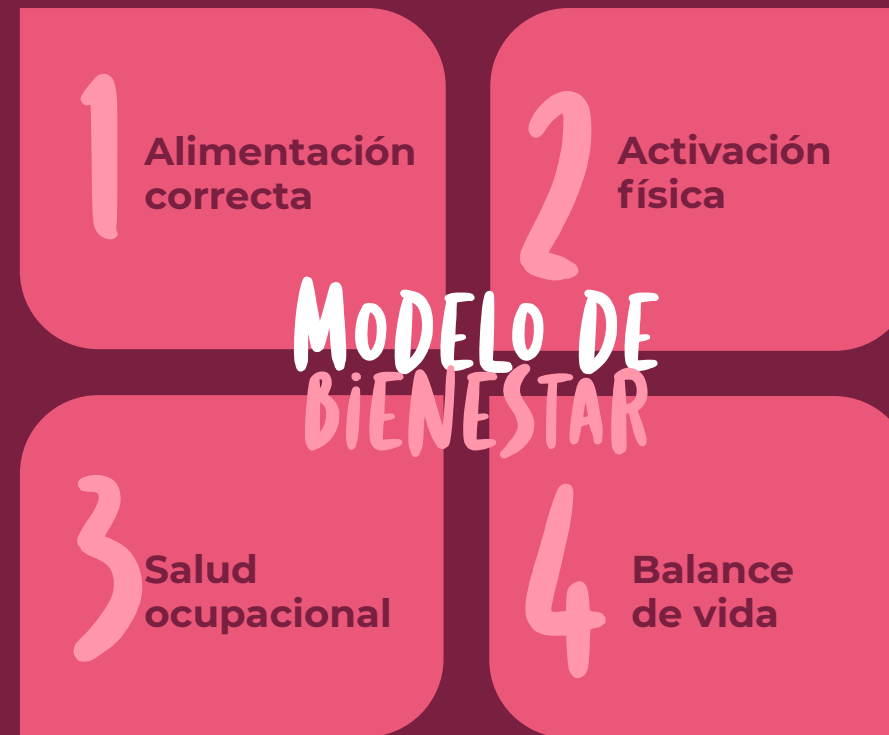 1
Alimentación
correcta
2
Activación
física
MODELO DE
BiENESTAR
3
Salud
ocupacional
4
Balance
de vida